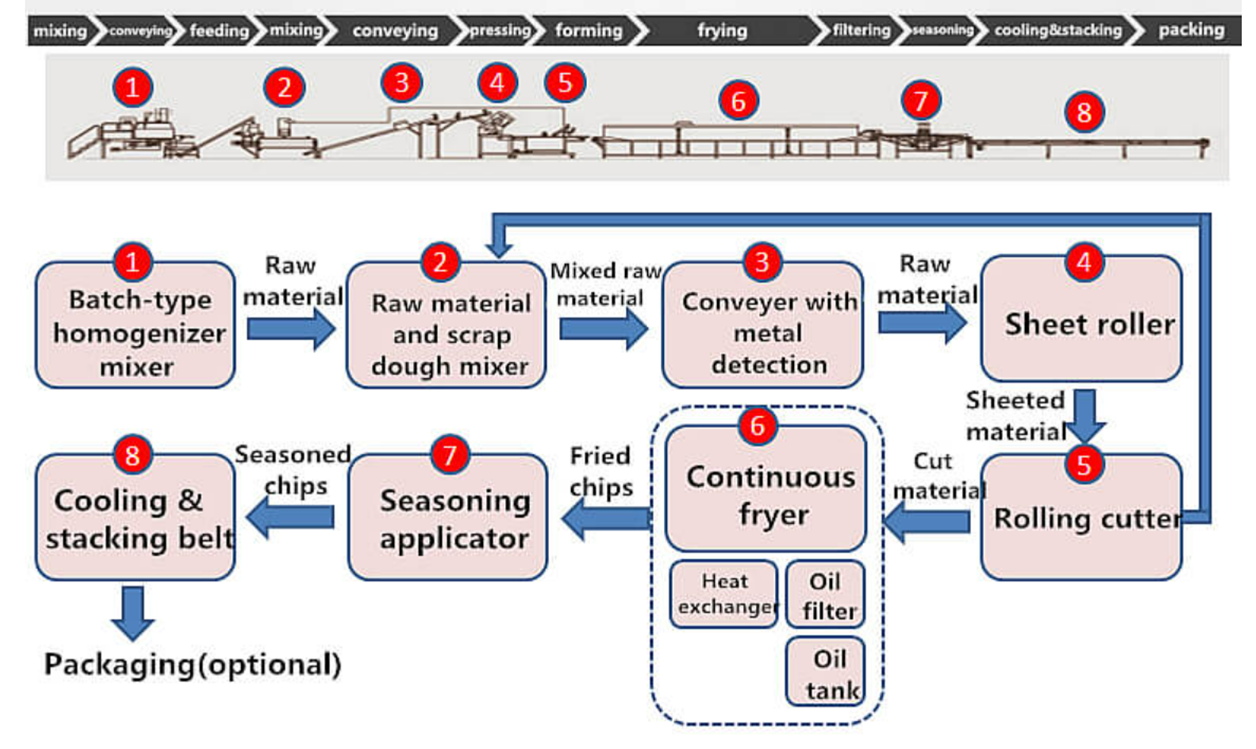 mixing conveying feeding mixing conveying pressing forming frying filtering seasoning cooling&stacking packing
1 2 3 4 5 6 7 8
1
Batch-type
homogenizer
mixer
Raw
material
2
Raw material
and scrap
dough mixer
Mixed raw
material
3
Conveyer with
metal
detection
Raw
material
4
Sheet roller
Sheeted
material
5
Rolling cutter
Cut
material
6
Continuous
fryer
Heat
exchanger
Oil
filter
Oil
tank
Fried
chips
7
Seasoning
applicator
Seasoned
chips
8
Cooling &
stacking belt
Packaging(optional)